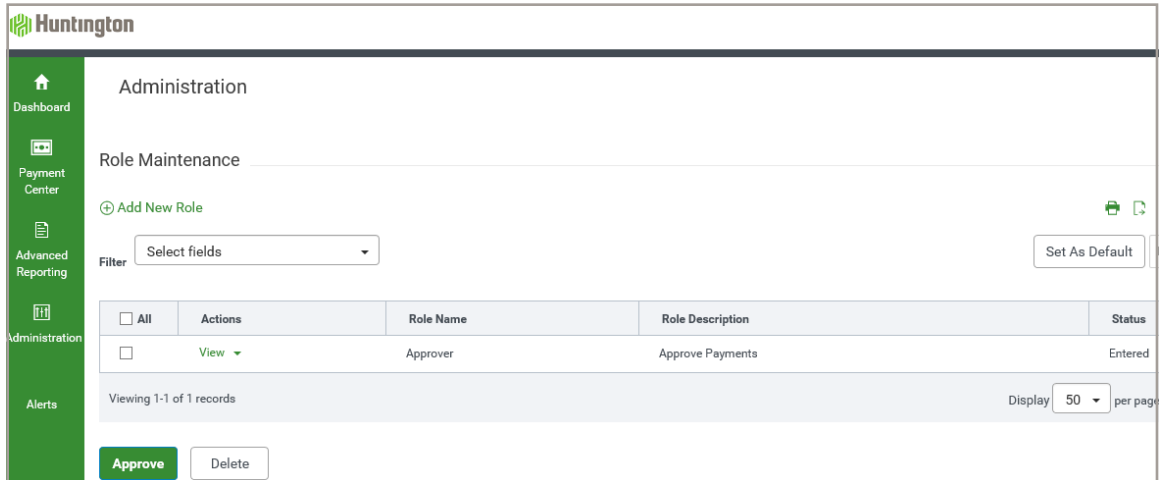 Huntington
Administration
Dashboard
Payment
Center
Role Maintenance
Add New Role
Advanced
Reporting
Filter Select fields Set As Default
Administration
All Actions Role Name Role Description Status
View Approver Approve Payments Entered
Alerts
Viewing 1-1 of 1 records Display 50 per page
Approve Delete